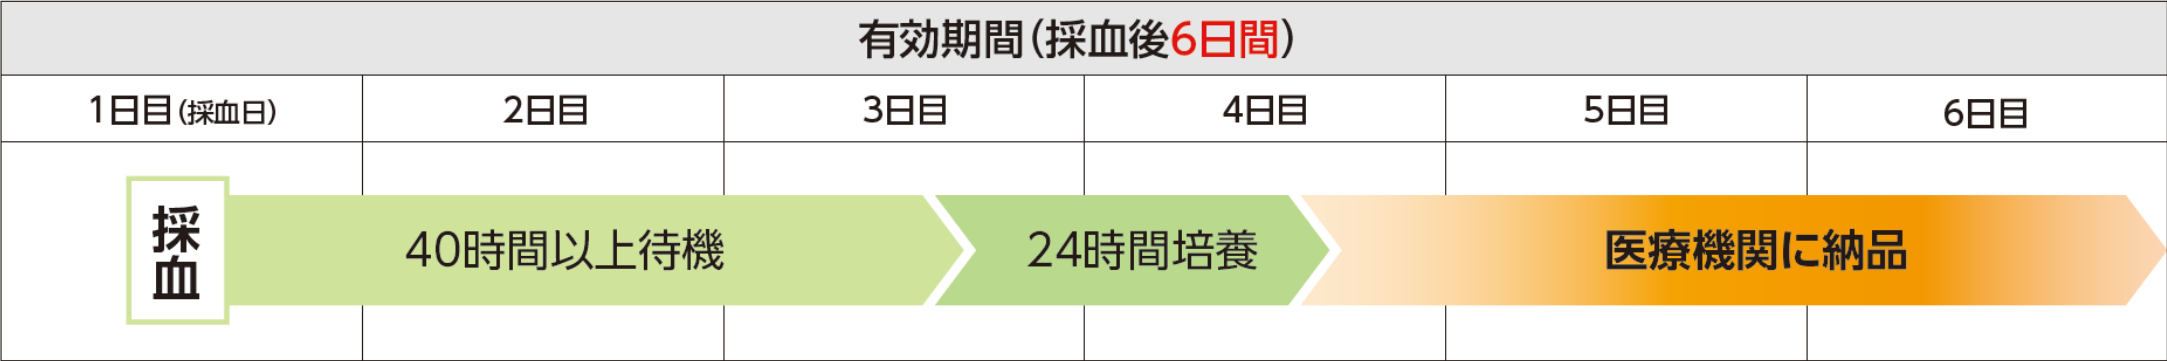 有効期間(採血後6日間)
1日目(採血日)
2日目
3日目
4日目
5日目
6日目
採血
40時間以上待機
24時間培養
医療機関に納品